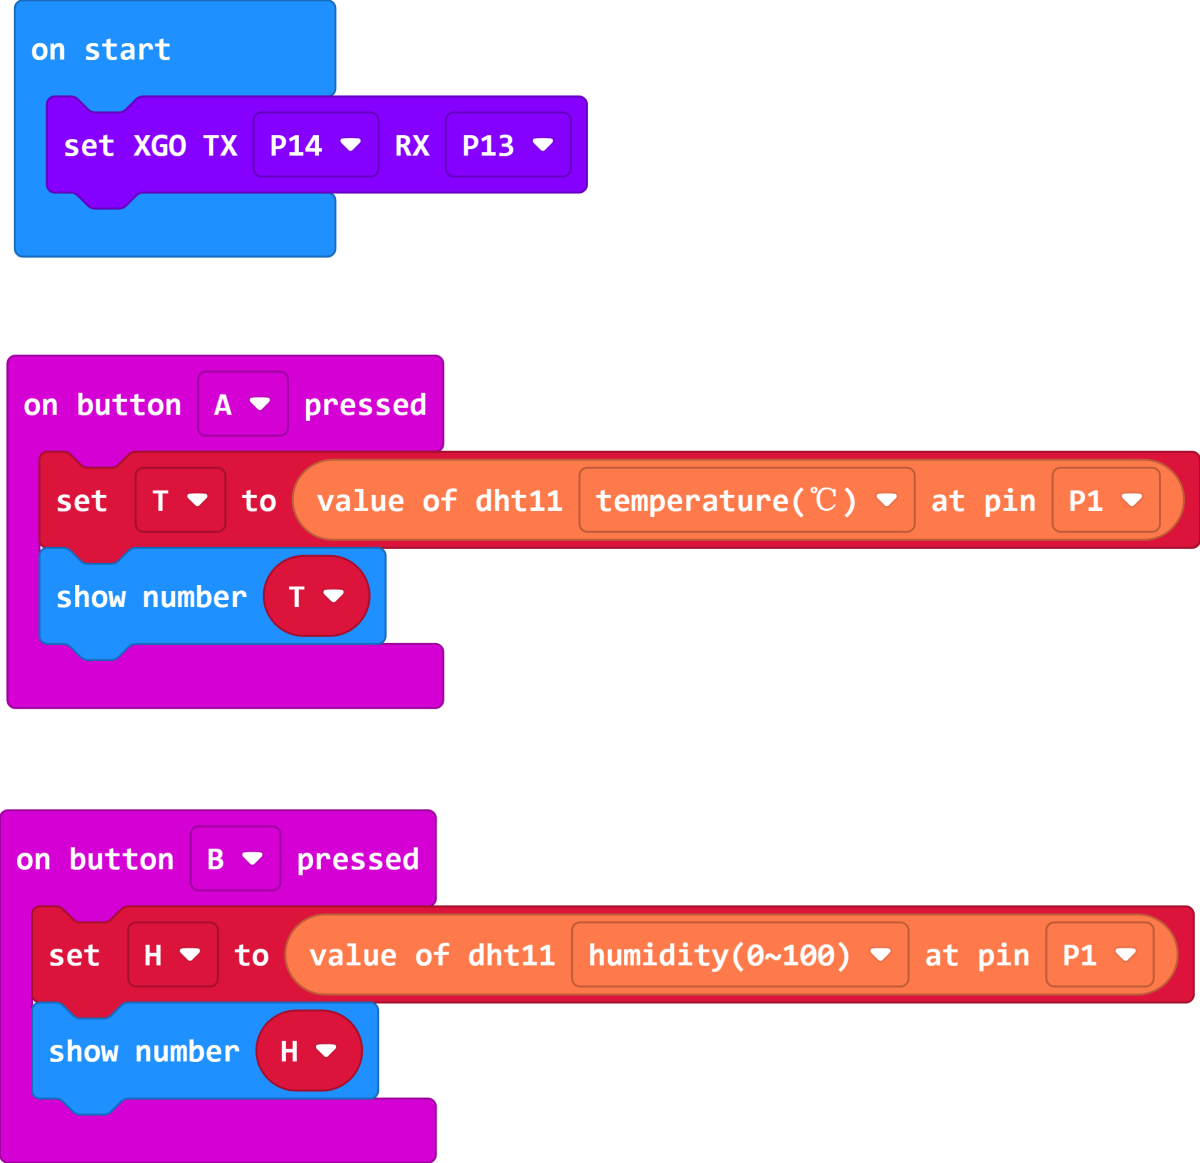 on start
set XGO TX P14 RX P13
on button A pressed
set T to value of dht11 temperature(℃) at pin P1
show number T
on button B pressed
set H to value of dht11 humidity(0~100) at pin P1
show number H